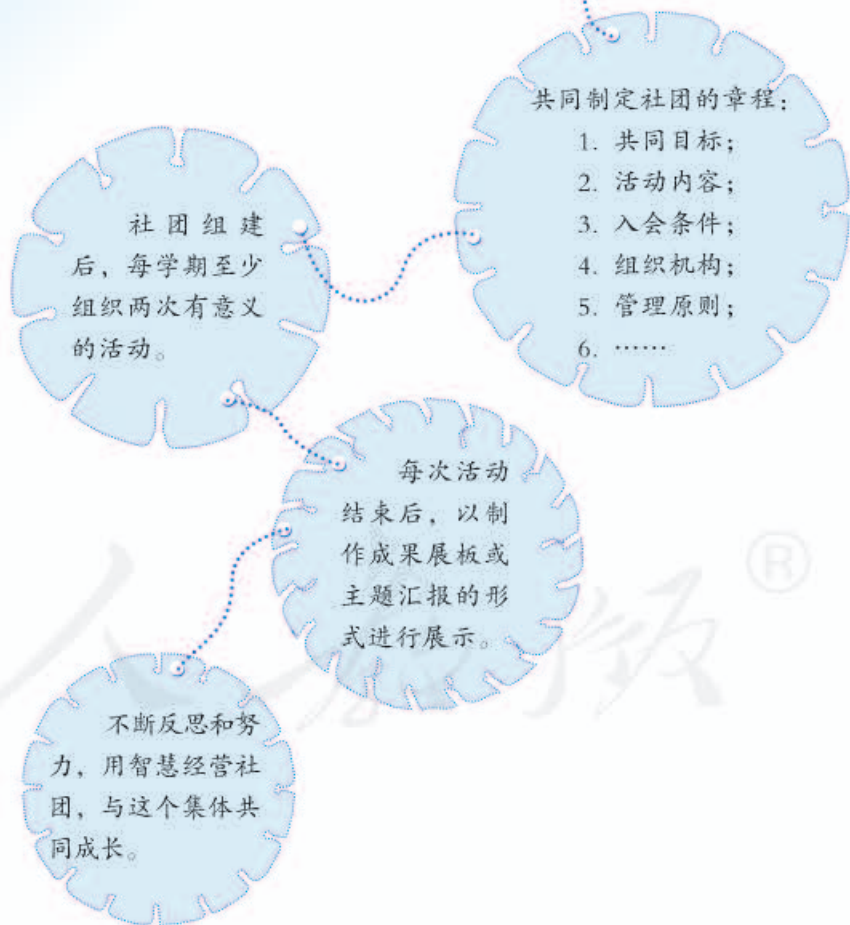 共同制定社团的章程：
1. 共同目标；
2. 活动内容；
3. 入会条件；
4. 组织机构；
5. 管理原则；
6. ……
社团组建
后，每学期至少
组织两次有意义
的活动。
每次活动
结束后，以制
作成果展板或
主题汇报的形
式进行展示。
不断反思和努
力，用智慧经营社
团，与这个集体共
同成长。
人教版®